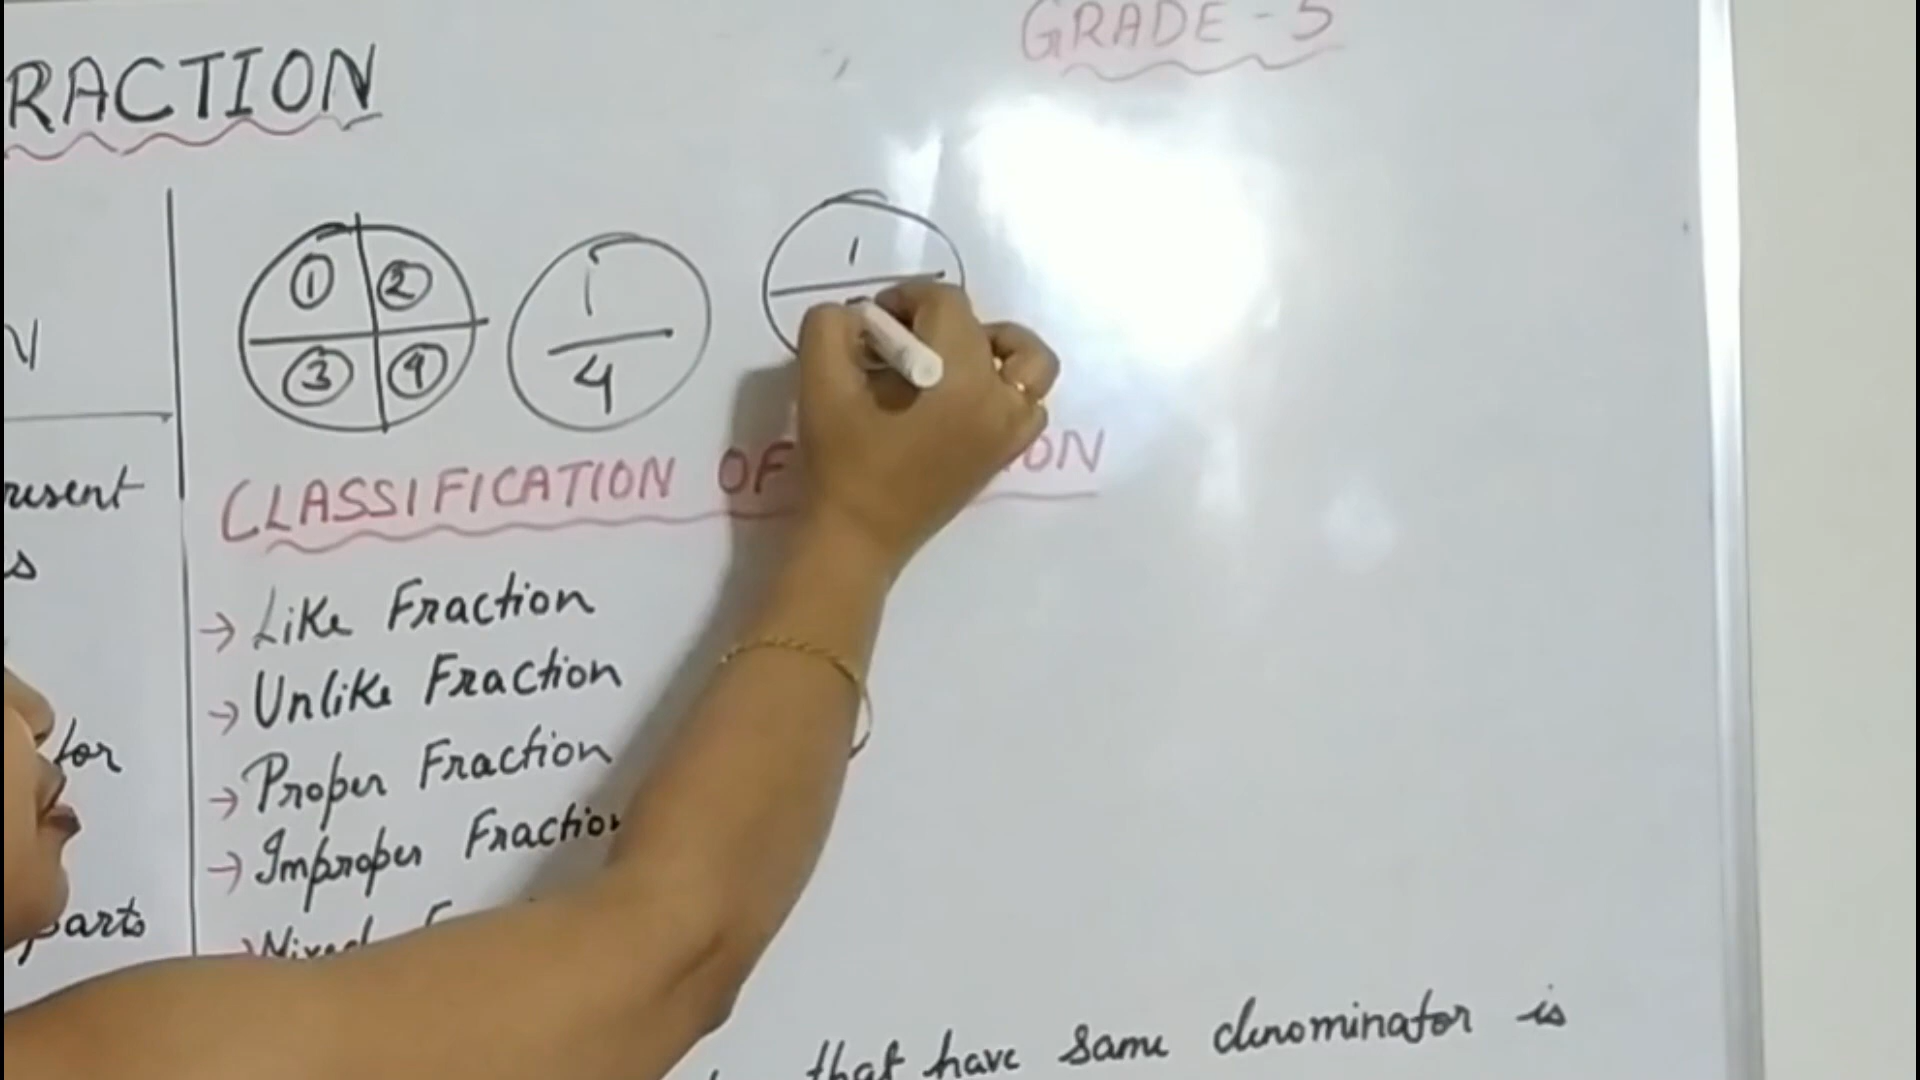 GRADE-5
RACTION
1 2
3 4
1
4
1
resent
s
CLASSIFICATION OF ON
→ Like Fraction
→ Unlike Fraction
for
→ Proper Fraction
→ Improper Fraction
parts
that have same denominator is